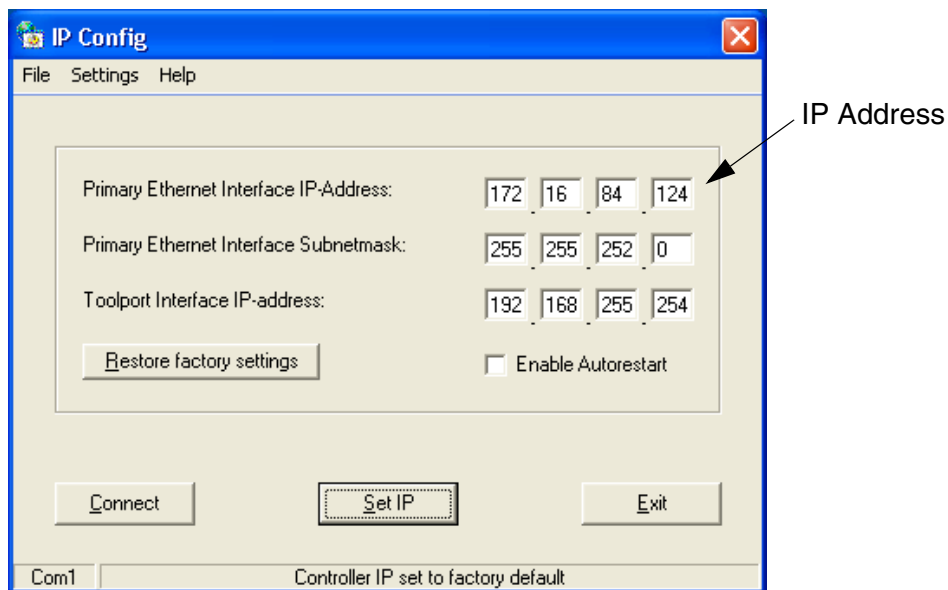 IP Config
File Settings Help
IP Address
Primary Ethernet Interface IP-Address: 172 . 16 . 84 . 124
Primary Ethernet Interface Subnetmask: 255 . 255 . 252 . 0
Toolport Interface IP-address: 192 . 168 . 255 . 254
Restore factory settings Enable Autorestart
Connect Set IP Exit
Com1 Controller IP set to factory default